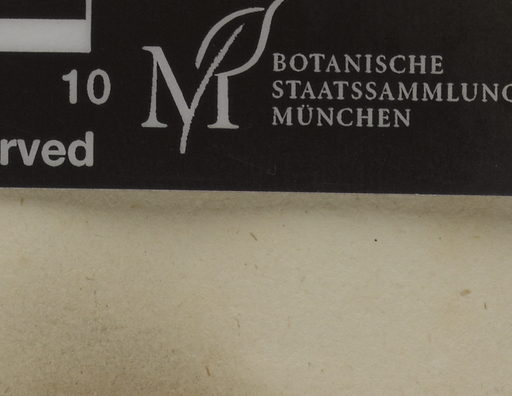 10
rved
BOTANISCHE
STAATSSAMMLUNG
MÜNCHEN